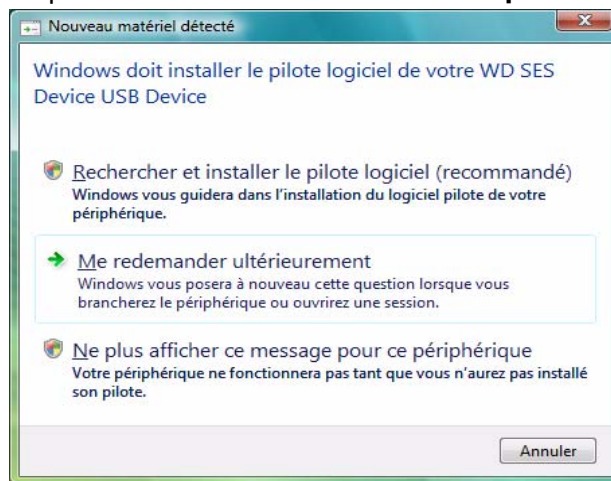 Nouveau matériel détecté
Windows doit installer le pilote logiciel de votre WD SES
Device USB Device
Rechercher et installer le pilote logiciel (recommandé)
Windows vous guidera dans l'installation du logiciel pilote de votre
périphérique.
Me redemander ultérieurement
Windows vous posera à nouveau cette question lorsque vous
brancherez le périphérique ou ouvrirez une session.
Ne plus afficher ce message pour ce périphérique
Votre périphérique ne fonctionnera pas tant que vous n'aurez pas installé
son pilote.
Annuler